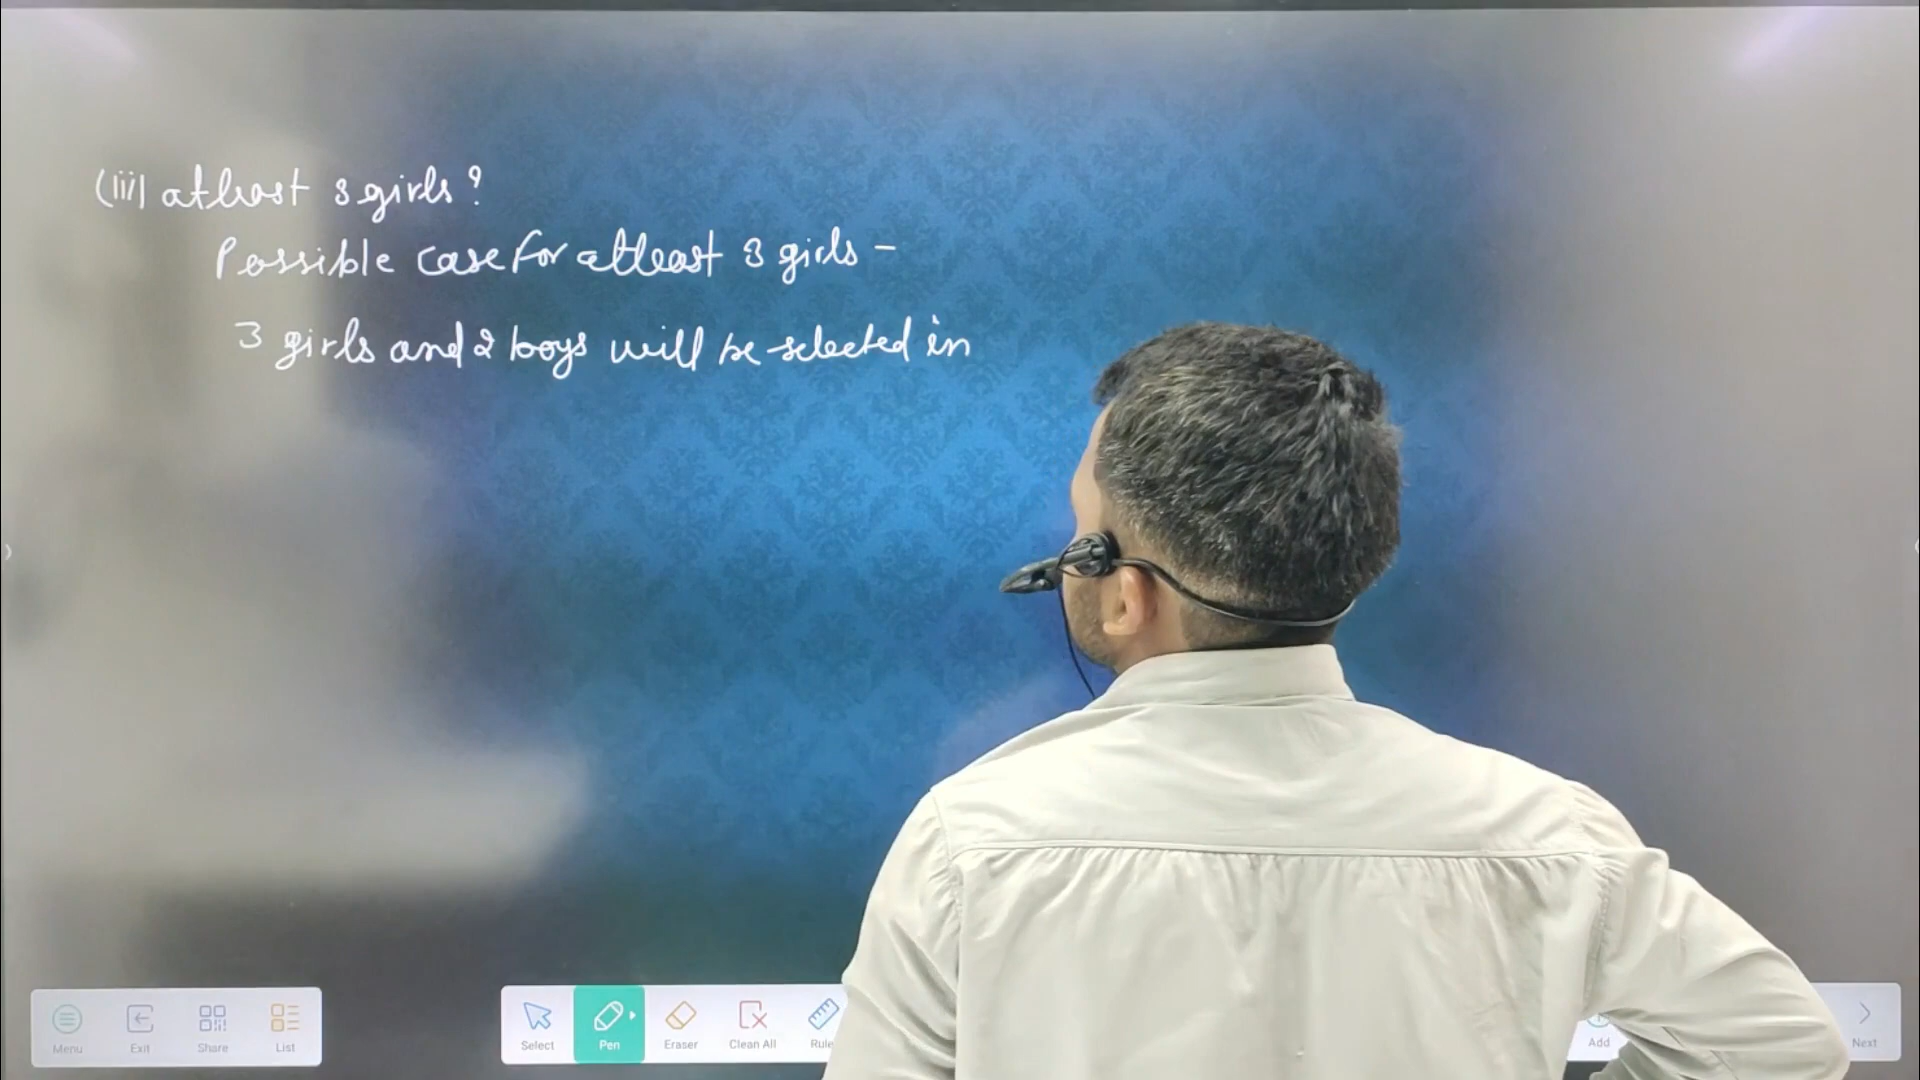 (iii) atleast 3 girls?
Possible case for atleast 3 girls -
3 girls and 2 boys will be selected in
Menu Exit Share List Select Pen Eraser Clean All Add Next